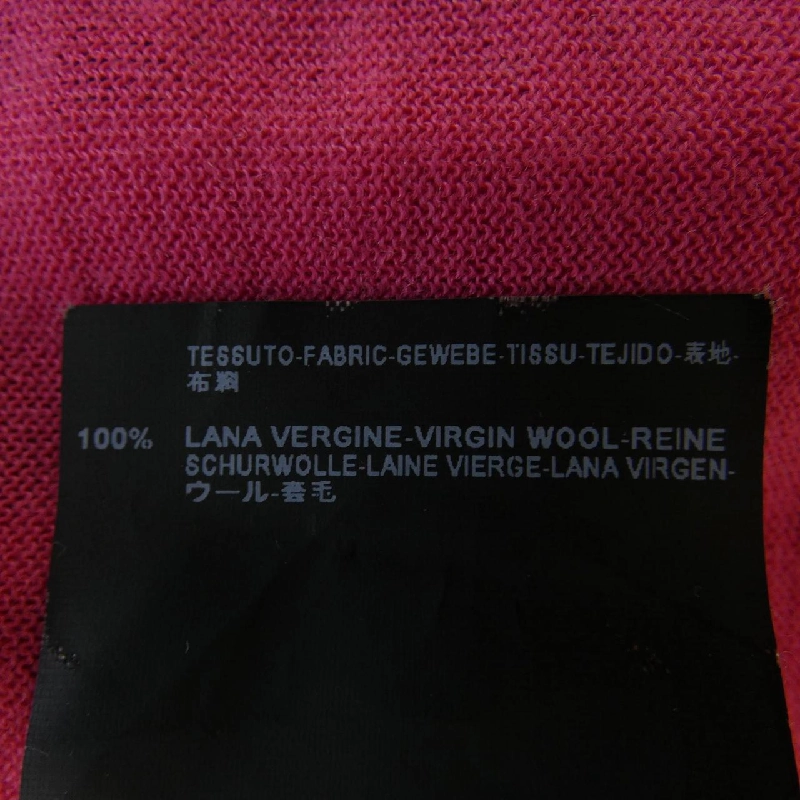 TESSUTO-FABRIC-GEWEBE-TISSU-TEJIDO-表地-
布
100% LANA VERGINE-VIRGIN WOOL-REINE
SCHURWOLLE-LAINE VIERGE-LANA VIRGEN-
ウール-羊毛